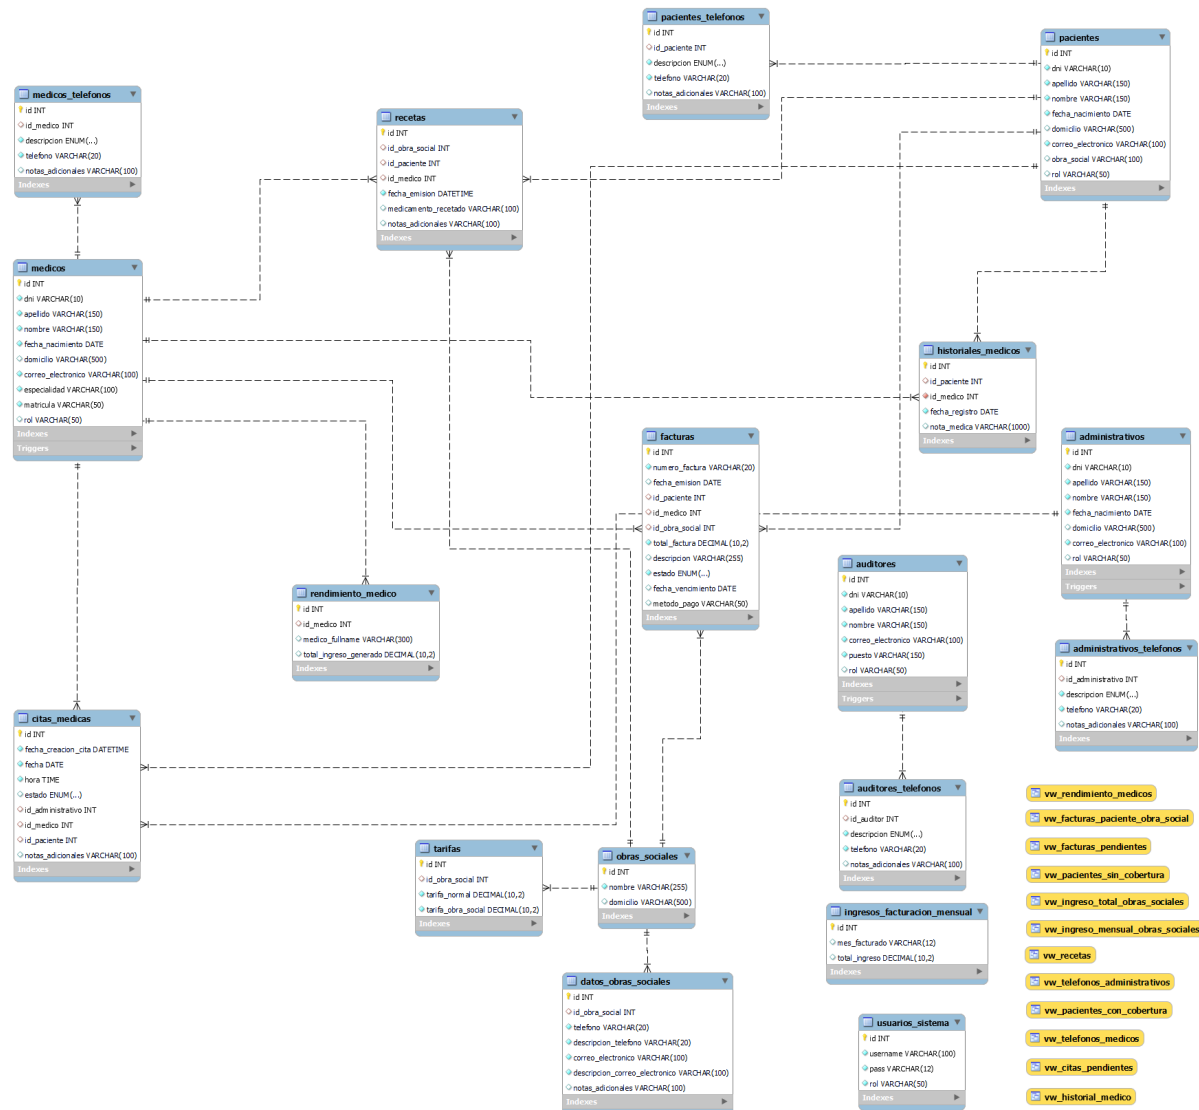 pacientes_telefonos
id INT
id_paciente INT
descripcion ENUM(...)
telefono VARCHAR(20)
notas_adicionales VARCHAR(100)
Indexes
pacientes
id INT
dni VARCHAR(10)
apellido VARCHAR(150)
nombre VARCHAR(150)
fecha_nacimiento DATE
domicilio VARCHAR(500)
correo_electronico VARCHAR(100)
obra_social VARCHAR(100)
rol VARCHAR(50)
Indexes
medicos_telefonos
id INT
id_medico INT
descripcion ENUM(...)
telefono VARCHAR(20)
notas_adicionales VARCHAR(100)
Indexes
recetas
id INT
id_obra_social INT
id_paciente INT
id_medico INT
fecha_emision DATETIME
medicamento_recetado VARCHAR(100)
notas_adicionales VARCHAR(100)
Indexes
medicos
id INT
dni VARCHAR(10)
apellido VARCHAR(150)
nombre VARCHAR(150)
fecha_nacimiento DATE
domicilio VARCHAR(500)
correo_electronico VARCHAR(100)
especialidad VARCHAR(100)
matricula VARCHAR(50)
rol VARCHAR(50)
Indexes
Triggers
historiales_medicos
id INT
id_paciente INT
id_medico INT
fecha_registro DATE
nota_medica VARCHAR(1000)
Indexes
facturas
id INT
numero_factura VARCHAR(20)
fecha_emision DATE
id_paciente INT
id_medico INT
id_obra_social INT
total_factura DECIMAL(10,2)
descripcion VARCHAR(255)
estado ENUM(...)
fecha_vencimiento DATE
metodo_pago VARCHAR(50)
Indexes
administrativos
id INT
dni VARCHAR(10)
apellido VARCHAR(150)
nombre VARCHAR(150)
fecha_nacimiento DATE
domicilio VARCHAR(500)
correo_electronico VARCHAR(100)
rol VARCHAR(50)
Indexes
Triggers
rendimiento_medico
id INT
id_medico INT
medico_fullname VARCHAR(300)
total_ingreso_generado DECIMAL(10,2)
Indexes
auditores
id INT
dni VARCHAR(10)
apellido VARCHAR(150)
nombre VARCHAR(150)
correo_electronico VARCHAR(100)
puesto VARCHAR(150)
rol VARCHAR(50)
Indexes
Triggers
administrativos_telefonos
id INT
id_administrativo INT
descripcion ENUM(...)
telefono VARCHAR(20)
notas_adicionales VARCHAR(100)
Indexes
citas_medicas
id INT
fecha_creacion_cita DATETIME
fecha DATE
hora TIME
estado ENUM(...)
id_administrativo INT
id_medico INT
id_paciente INT
notas_adicionales VARCHAR(100)
Indexes
auditores_telefonos
id INT
id_auditor INT
descripcion ENUM(...)
telefono VARCHAR(20)
notas_adicionales VARCHAR(100)
Indexes
tarifas
id INT
id_obra_social INT
tarifa_normal DECIMAL(10,2)
tarifa_obra_social DECIMAL(10,2)
Indexes
obras_sociales
id INT
nombre VARCHAR(255)
domicilio VARCHAR(500)
Indexes
ingresos_facturacion_mensual
id INT
mes_facturado VARCHAR(12)
total_ingreso DECIMAL(10,2)
Indexes
datos_obras_sociales
id INT
id_obra_social INT
telefono VARCHAR(20)
descripcion_telefono VARCHAR(20)
correo_electronico VARCHAR(100)
descripcion_correo_electronico VARCHAR(100)
notas_adicionales VARCHAR(100)
Indexes
usuarios_sistema
id INT
username VARCHAR(100)
pass VARCHAR(12)
rol VARCHAR(50)
Indexes
vw_rendimiento_medicos
vw_facturas_paciente_obra_social
vw_facturas_pendientes
vw_pacientes_sin_cobertura
vw_ingreso_total_obras_sociales
vw_ingreso_mensual_obras_sociales
vw_recetas
vw_telefonos_administrativos
vw_pacientes_con_cobertura
vw_telefonos_medicos
vw_citas_pendientes
vw_historial_medico